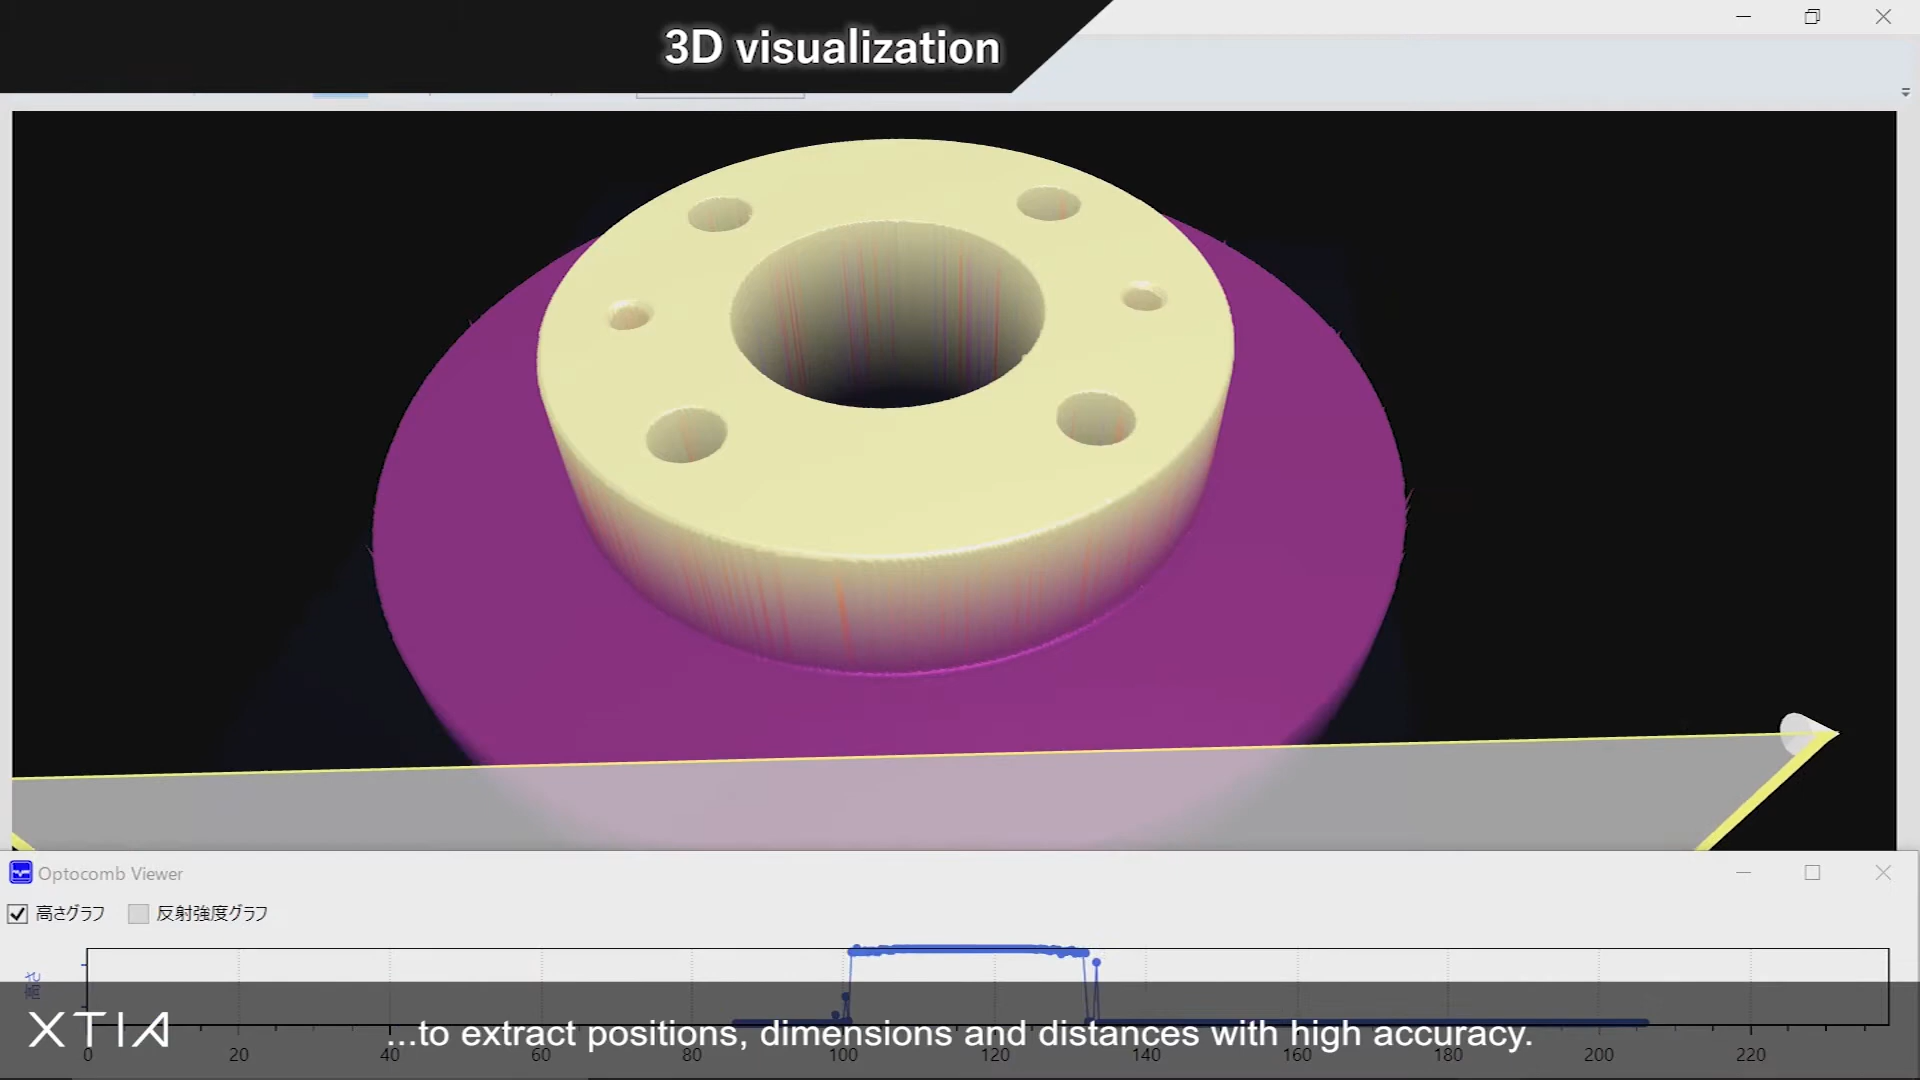 3D visualization
Optocomb Viewer
高さグラフ 反射強度グラフ
高さ
XTIA
...to extract positions, dimensions and distances with high accuracy.
0 20 40 60 80 100 120 140 160 180 200 220